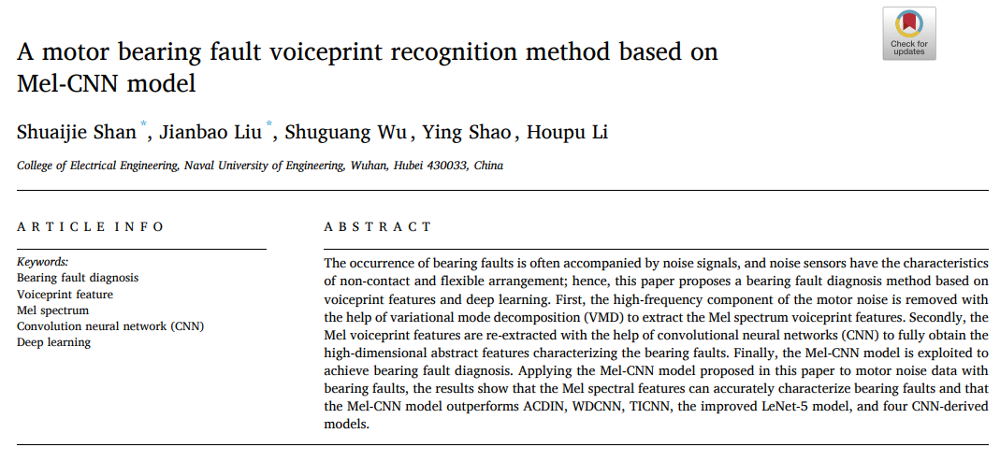 Check for
updates
A motor bearing fault voiceprint recognition method based on
Mel-CNN model
Shuaijie Shan *, Jianbao Liu *, Shuguang Wu , Ying Shao , Houpu Li
College of Electrical Engineering, Naval University of Engineering, Wuhan, Hubei 430033, China
ARTICLE INFO
Keywords:
Bearing fault diagnosis
Voiceprint feature
Mel spectrum
Convolution neural network (CNN)
Deep learning
ABSTRACT
The occurrence of bearing faults is often accompanied by noise signals, and noise sensors have the characteristics
of non-contact and flexible arrangement; hence, this paper proposes a bearing fault diagnosis method based on
voiceprint features and deep learning. First, the high-frequency component of the motor noise is removed with
the help of variational mode decomposition (VMD) to extract the Mel spectrum voiceprint features. Secondly, the
Mel voiceprint features are re-extracted with the help of convolutional neural networks (CNN) to fully obtain the
high-dimensional abstract features characterizing the bearing faults. Finally, the Mel-CNN model is exploited to
achieve bearing fault diagnosis. Applying the Mel-CNN model proposed in this paper to motor noise data with
bearing faults, the results show that the Mel spectral features can accurately characterize bearing faults and that
the Mel-CNN model outperforms ACDIN, WDCNN, TICNN, the improved LeNet-5 model, and four CNN-derived
models.